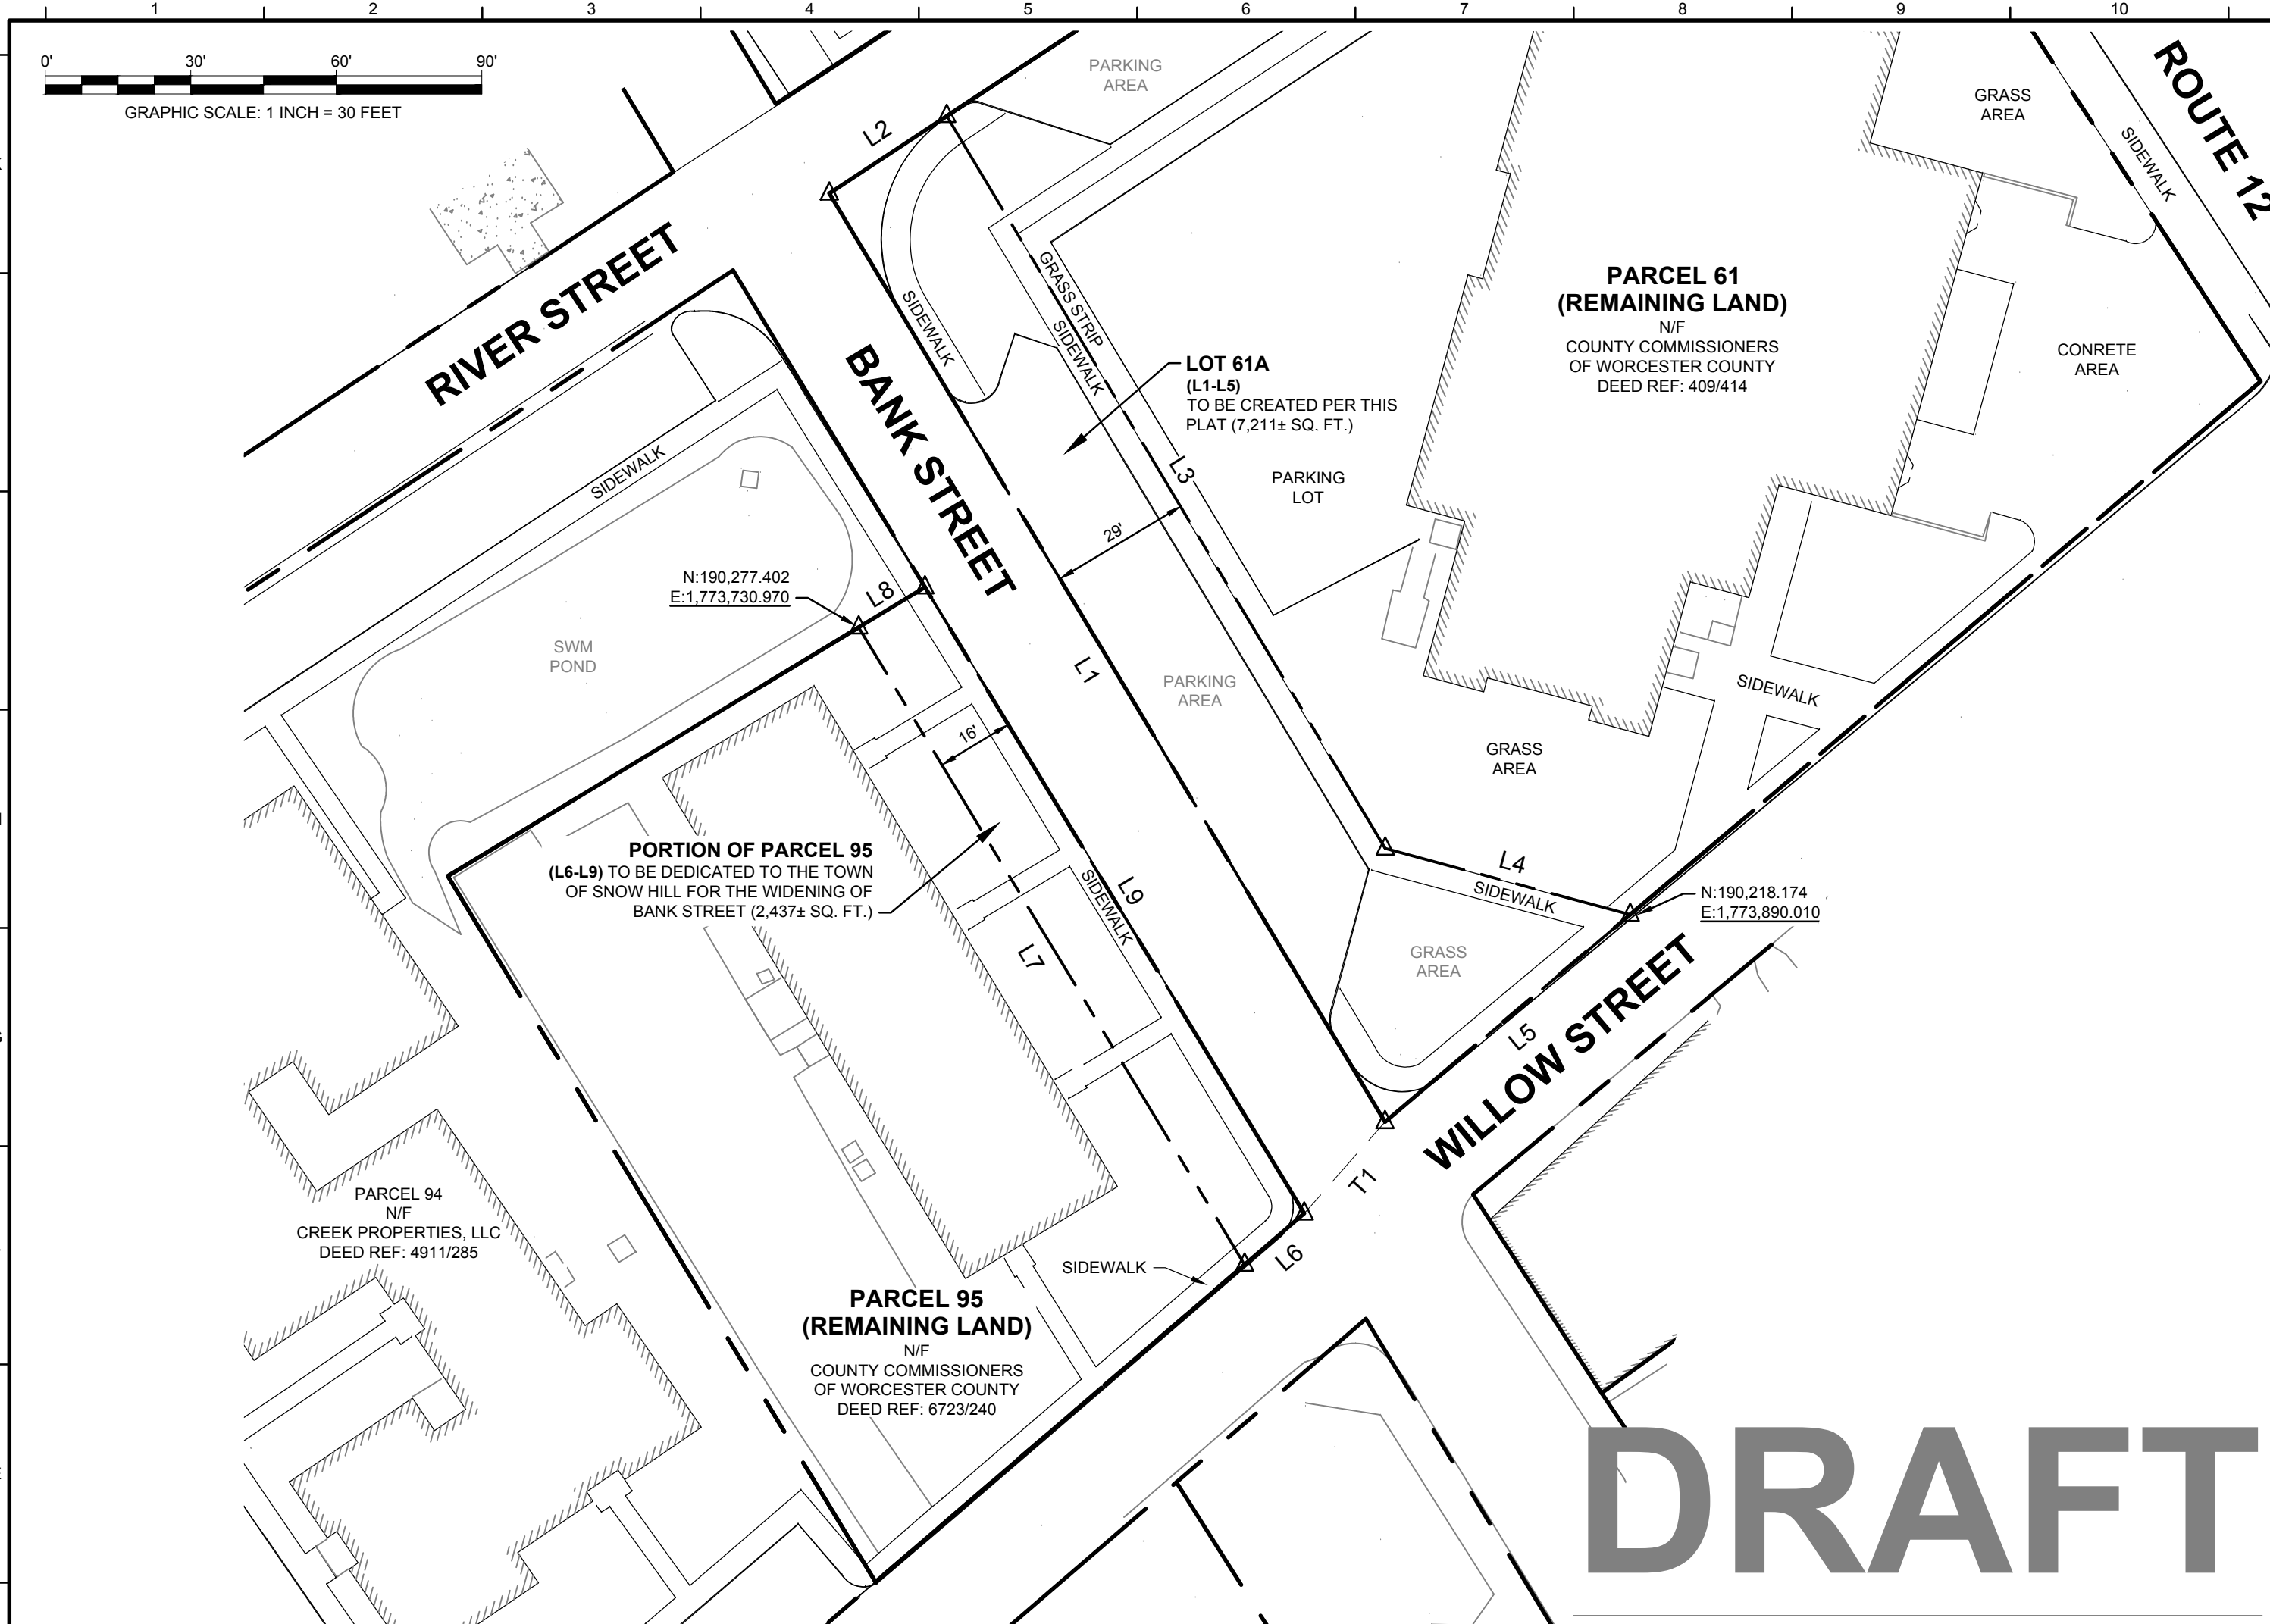 1 2 3 4 5 6 7 8 9 10
0' 30' 60' 90'
GRAPHIC SCALE: 1 INCH = 30 FEET
PARKING
AREA
GRASS
AREA
ROUTE 12
SIDEWALK
L2
RIVER STREET
BANK STREET
SIDEWALK
GRASS STRIP
SIDEWALK
PARCEL 61
(REMAINING LAND)
N/F
COUNTY COMMISSIONERS
OF WORCESTER COUNTY
DEED REF: 409/414
CONRETE
AREA
LOT 61A
(L1-L5)
TO BE CREATED PER THIS
PLAT (7,211± SQ. FT.)
L3
PARKING
LOT
SIDEWALK
29'
N:190,277.402
E:1,773,730.970
L8
SWM
POND
L1
PARKING
AREA
SIDEWALK
16'
GRASS
AREA
PORTION OF PARCEL 95
(L6-L9) TO BE DEDICATED TO THE TOWN
OF SNOW HILL FOR THE WIDENING OF
BANK STREET (2,437± SQ. FT.)
L9
SIDEWALK
L4
SIDEWALK
N:190,218.174
E:1,773,890.010
L7
GRASS
AREA
L5
WILLOW STREET
T1
PARCEL 94
N/F
CREEK PROPERTIES, LLC
DEED REF: 4911/285
SIDEWALK
L6
PARCEL 95
(REMAINING LAND)
N/F
COUNTY COMMISSIONERS
OF WORCESTER COUNTY
DEED REF: 6723/240
DRAFT